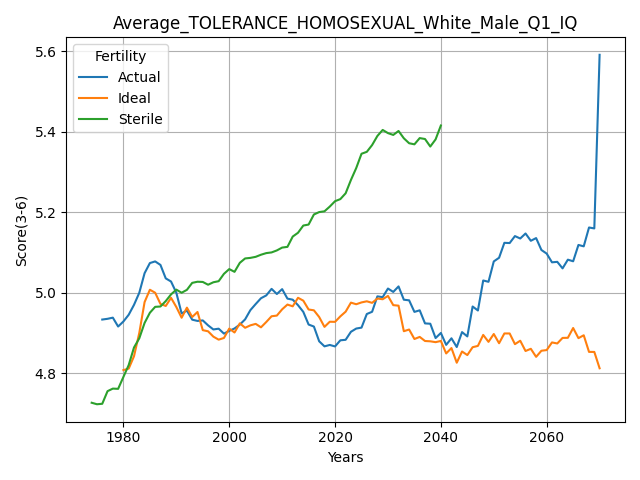 Average_TOLERANCE_HOMOSEXUAL_White_Male_Q1_IQ
Fertility
Actual
Ideal
Sterile
Score(3-6)
5.6
5.4
5.2
5.0
4.8
1980 2000 2020 2040 2060
Years